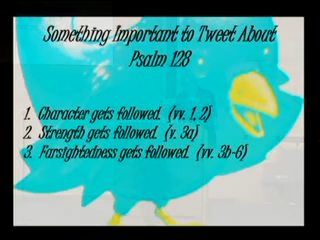 Something Important to Tweet About
Psalm 128
1. Character gets followed. (vv. 1, 2)
2. Strength gets followed. (v. 3a)
3. Farsightedness gets followed. (vv. 3b-6)